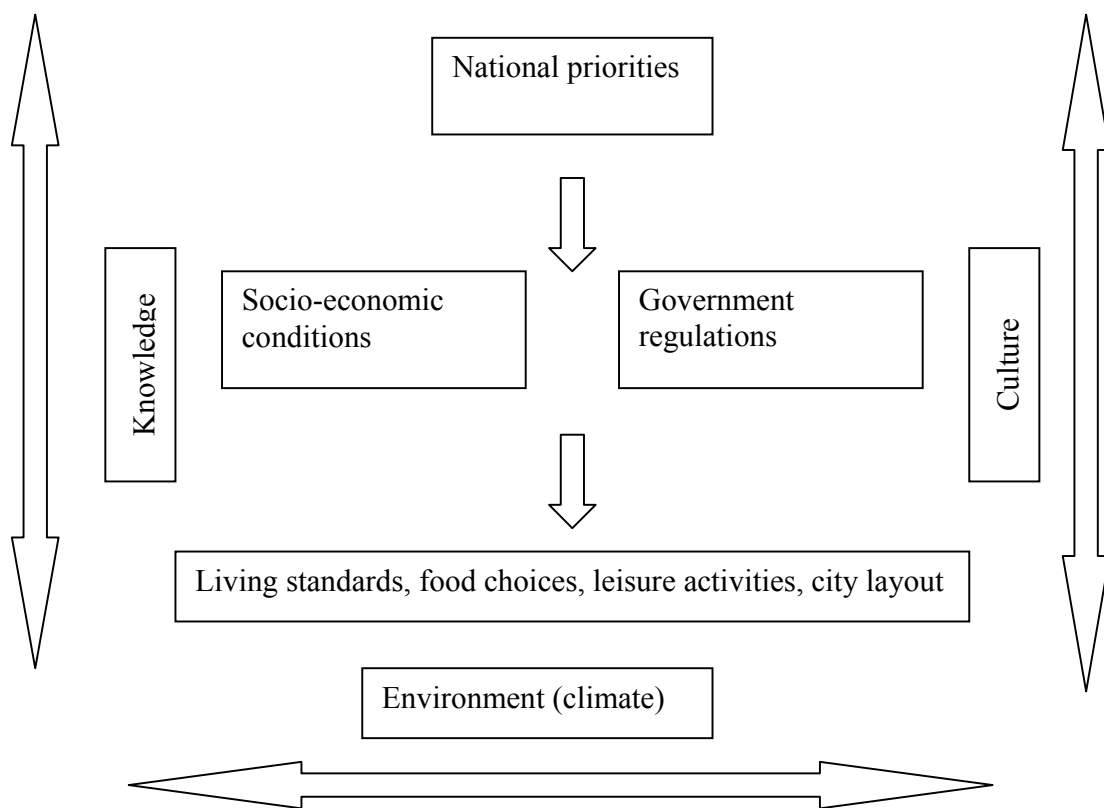 National priorities
Knowledge
Socio-economic
conditions
Government
regulations
Culture
Living standards, food choices, leisure activities, city layout
Environment (climate)